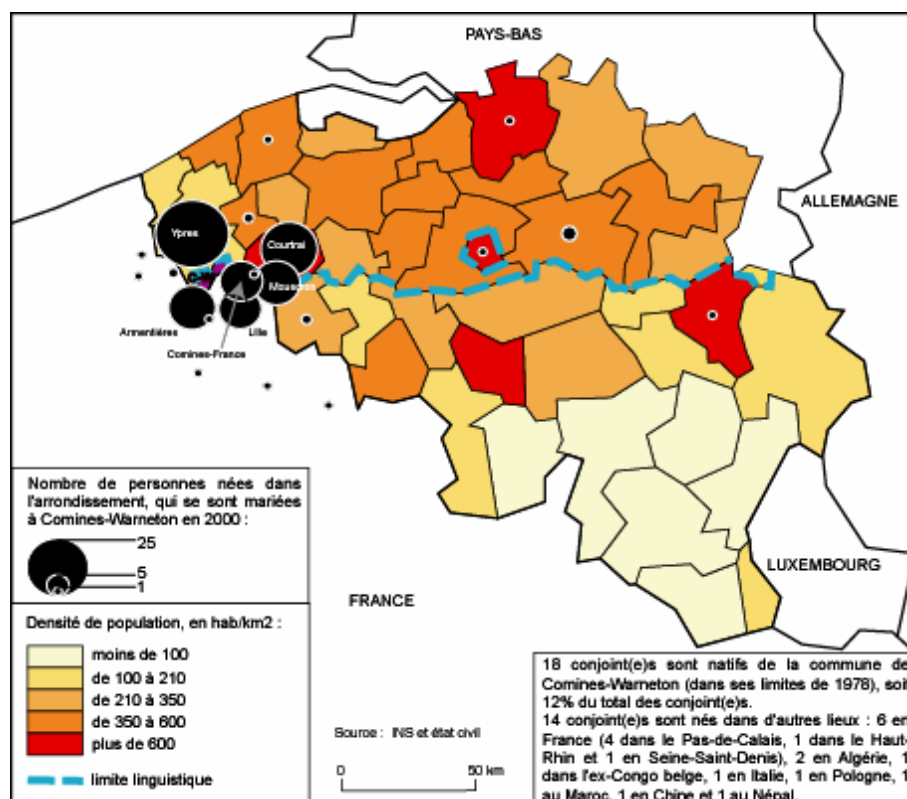 PAYS-BAS
ALLEMAGNE
Ypres
Courtrai
Mouscron
Armentières
Lille
Comines-France
Nombre de personnes nées dans
l'arrondissement, qui se sont mariées
à Comines-Warneton en 2000 :
25
5
1
LUXEMBOURG
FRANCE
Densité de population, en hab/km2 :
moins de 100
de 100 à 210
de 210 à 350
de 350 à 600
plus de 600
limite linguistique
Source : INS et état civil
0 50 km
18 conjoint(e)s sont natifs de la commune de
Comines-Warneton (dans ses limites de 1978), soit
12% du total des conjoint(e)s.
14 conjoint(e)s sont nés dans d'autres lieux : 6 en
France (4 dans le Pas-de-Calais, 1 dans le Haut-
Rhin et 1 en Seine-Saint-Denis), 2 en Algérie, 1
dans l'ex-Congo belge, 1 en Italie, 1 en Pologne, 1
au Maroc, 1 en Chine et 1 au Népal.